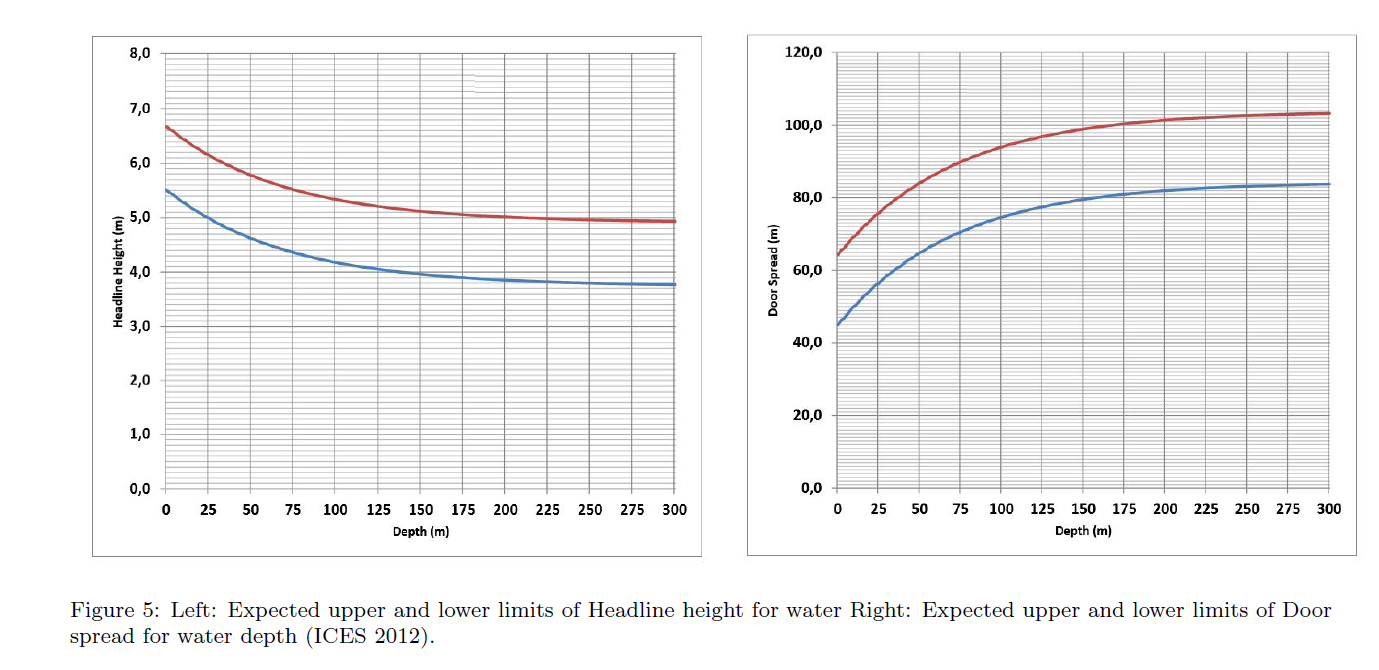 8,0
7,0
6,0
5,0
4,0
3,0
2,0
1,0
0,0
Headline Height (m)
0 25 50 75 100 125 150 175 200 225 250 275 300
Depth (m)
120,0
100,0
80,0
60,0
40,0
20,0
0,0
Door Spread (m)
0 25 50 75 100 125 150 175 200 225 250 275 300
Depth (m)
Figure 5: Left: Expected upper and lower limits of Headline height for water Right: Expected upper and lower limits of Door
spread for water depth (ICES 2012).